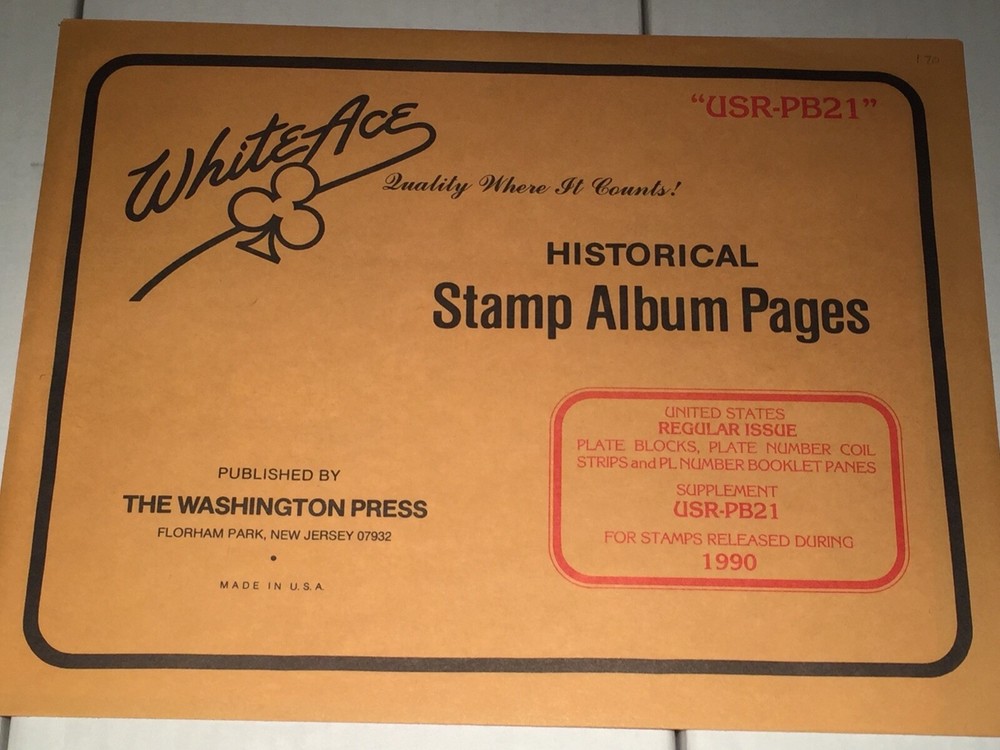 White Ace
"USR-PB21"
Quality Where It Counts!
HISTORICAL
Stamp Album Pages
UNITED STATES
REGULAR ISSUE
PLATE BLOCKS, PLATE NUMBER COIL
STRIPS and PL NUMBER BOOKLET PANES
SUPPLEMENT
USR-PB21
FOR STAMPS RELEASED DURING
1990
PUBLISHED BY
THE WASHINGTON PRESS
FLORHAM PARK, NEW JERSEY 07932
•
MADE IN U.S.A.